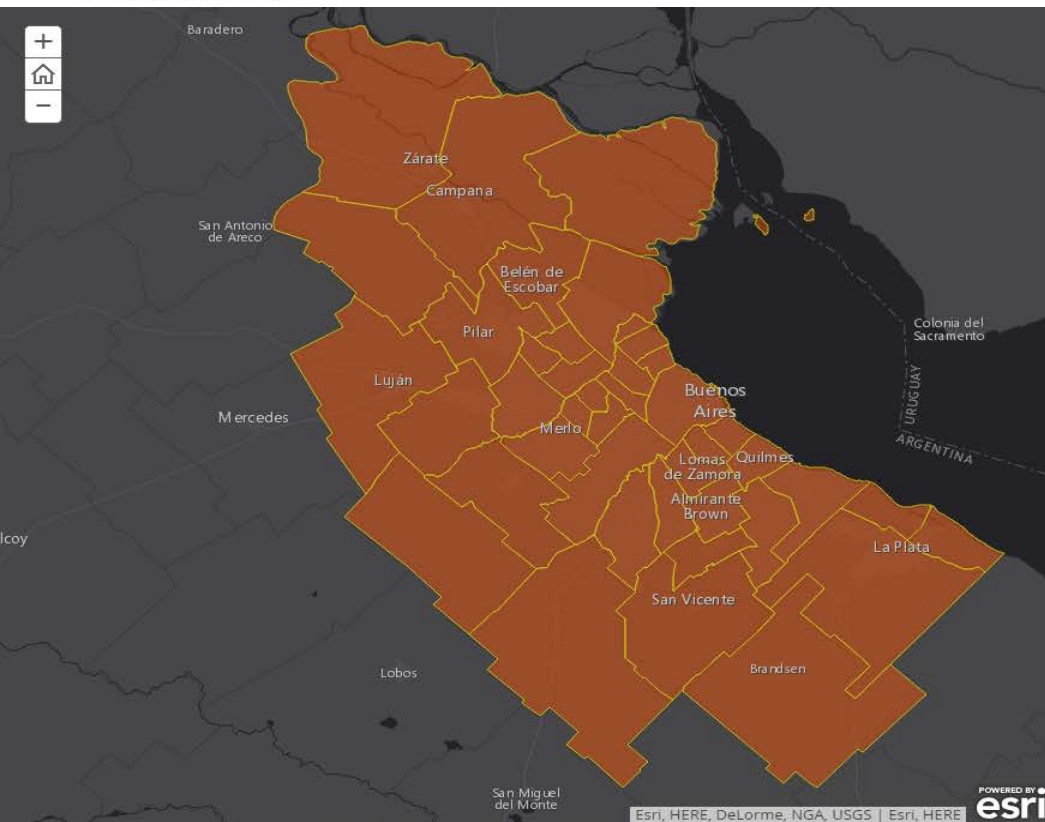 Baradero
+
−
Zárate
Campana
San Antonio
de Areco
Belén de
Escobar
Pilar
Colonia del
Sacramento
Luján
URUGUAY
ARGENTINA
Mercedes
Buenos
Aires
Merlo
Lomas
de Zamora
Quilmes
Almirante
Brown
lcoy
La Plata
San Vicente
Lobos
Brandsen
San Miguel
del Monte
POWERED BY
esri
Esri, HERE, DeLorme, NGA, USGS | Esri, HERE